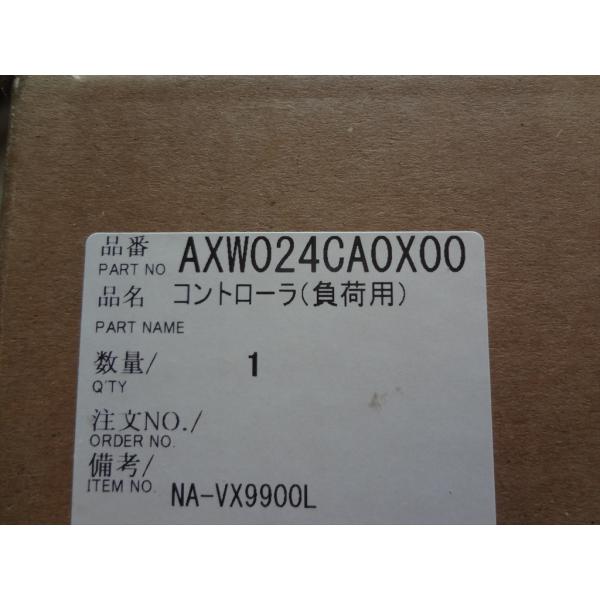 品番 AXW024CA0X00
PART NO
品名 コントローラ(負荷用)
PART NAME
数量/ 1
Q'TY
注文NO./
ORDER NO.
備考/
ITEM NO. NA-VX9900L